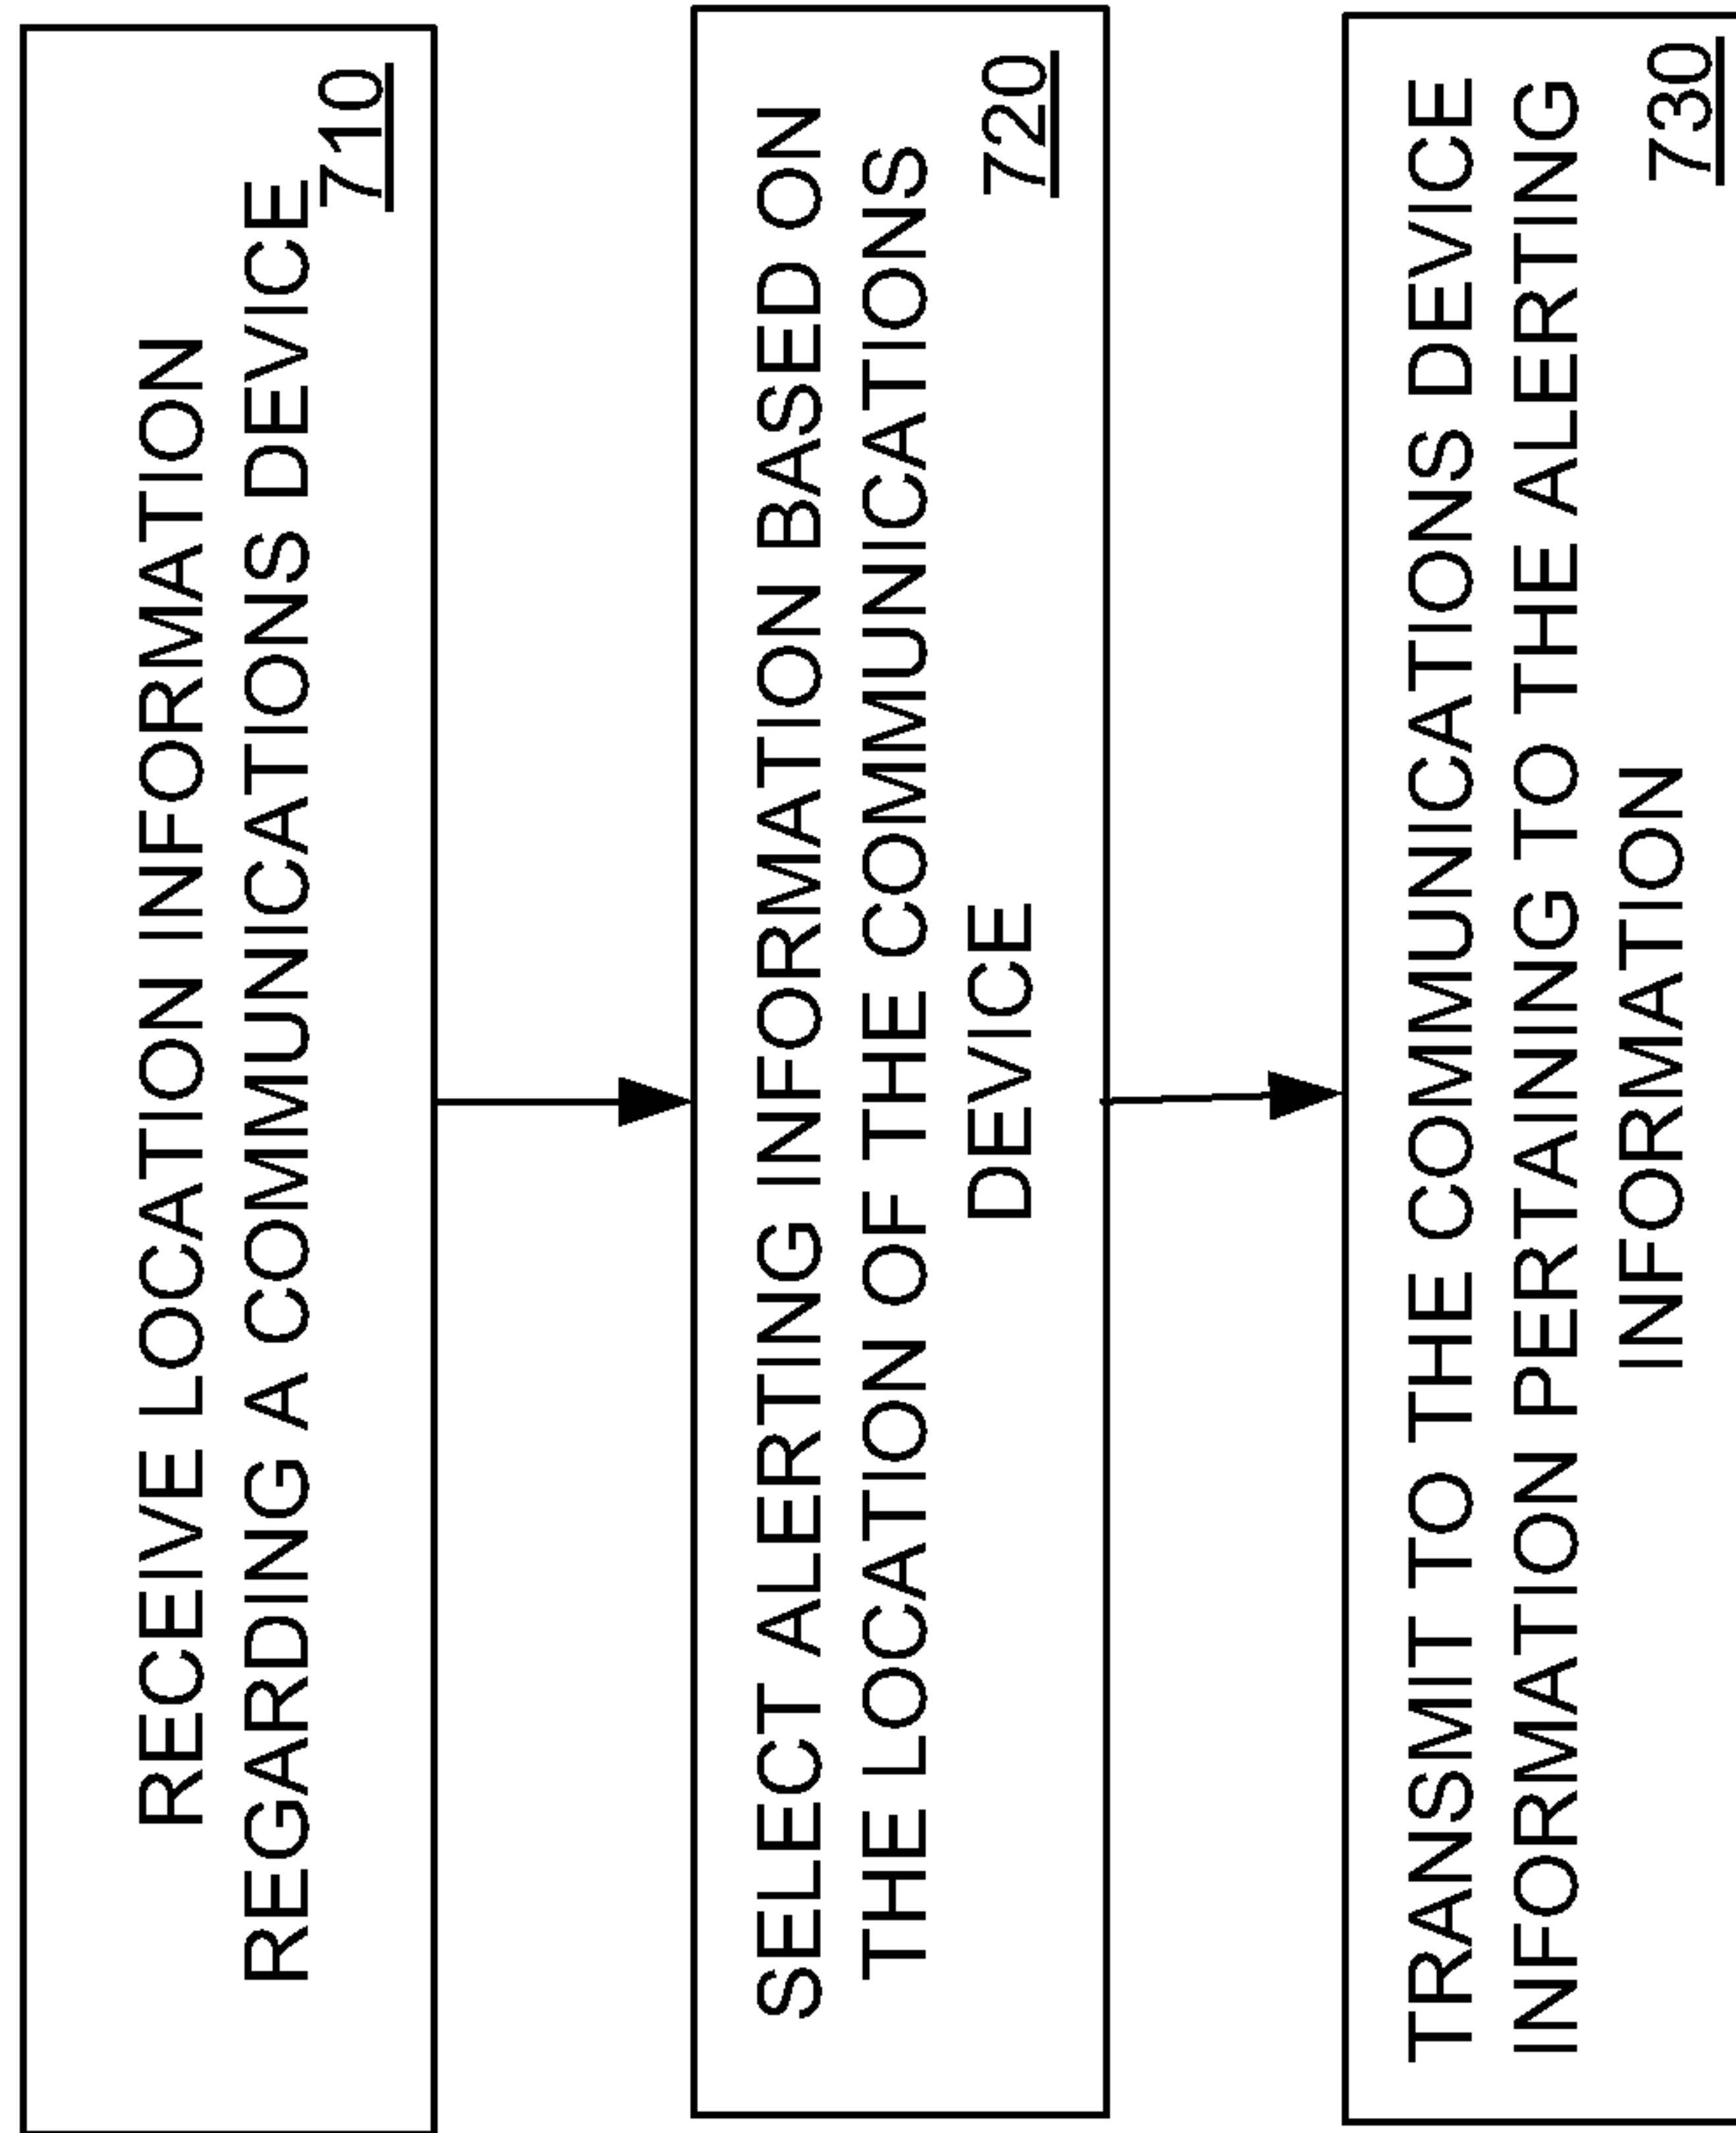 RECEIVE LOCATION INFORMATION
REGARDING A COMMUNICATIONS DEVICE
710
SELECT ALERTING INFORMATION BASED ON
THE LOCATION OF THE COMMUNICATIONS
DEVICE
720
TRANSMIT TO THE COMMUNICATIONS DEVICE
INFORMATION PERTAINING TO THE ALERTING
INFORMATION
730